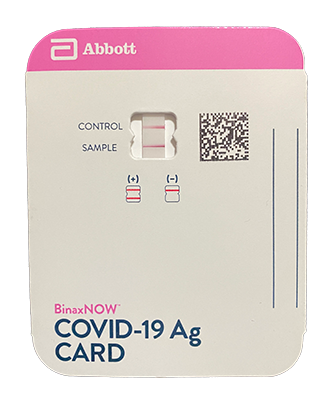 Abbott
CONTROL
SAMPLE
(+) (-)
BinaxNOW™
COVID-19 Ag
CARD